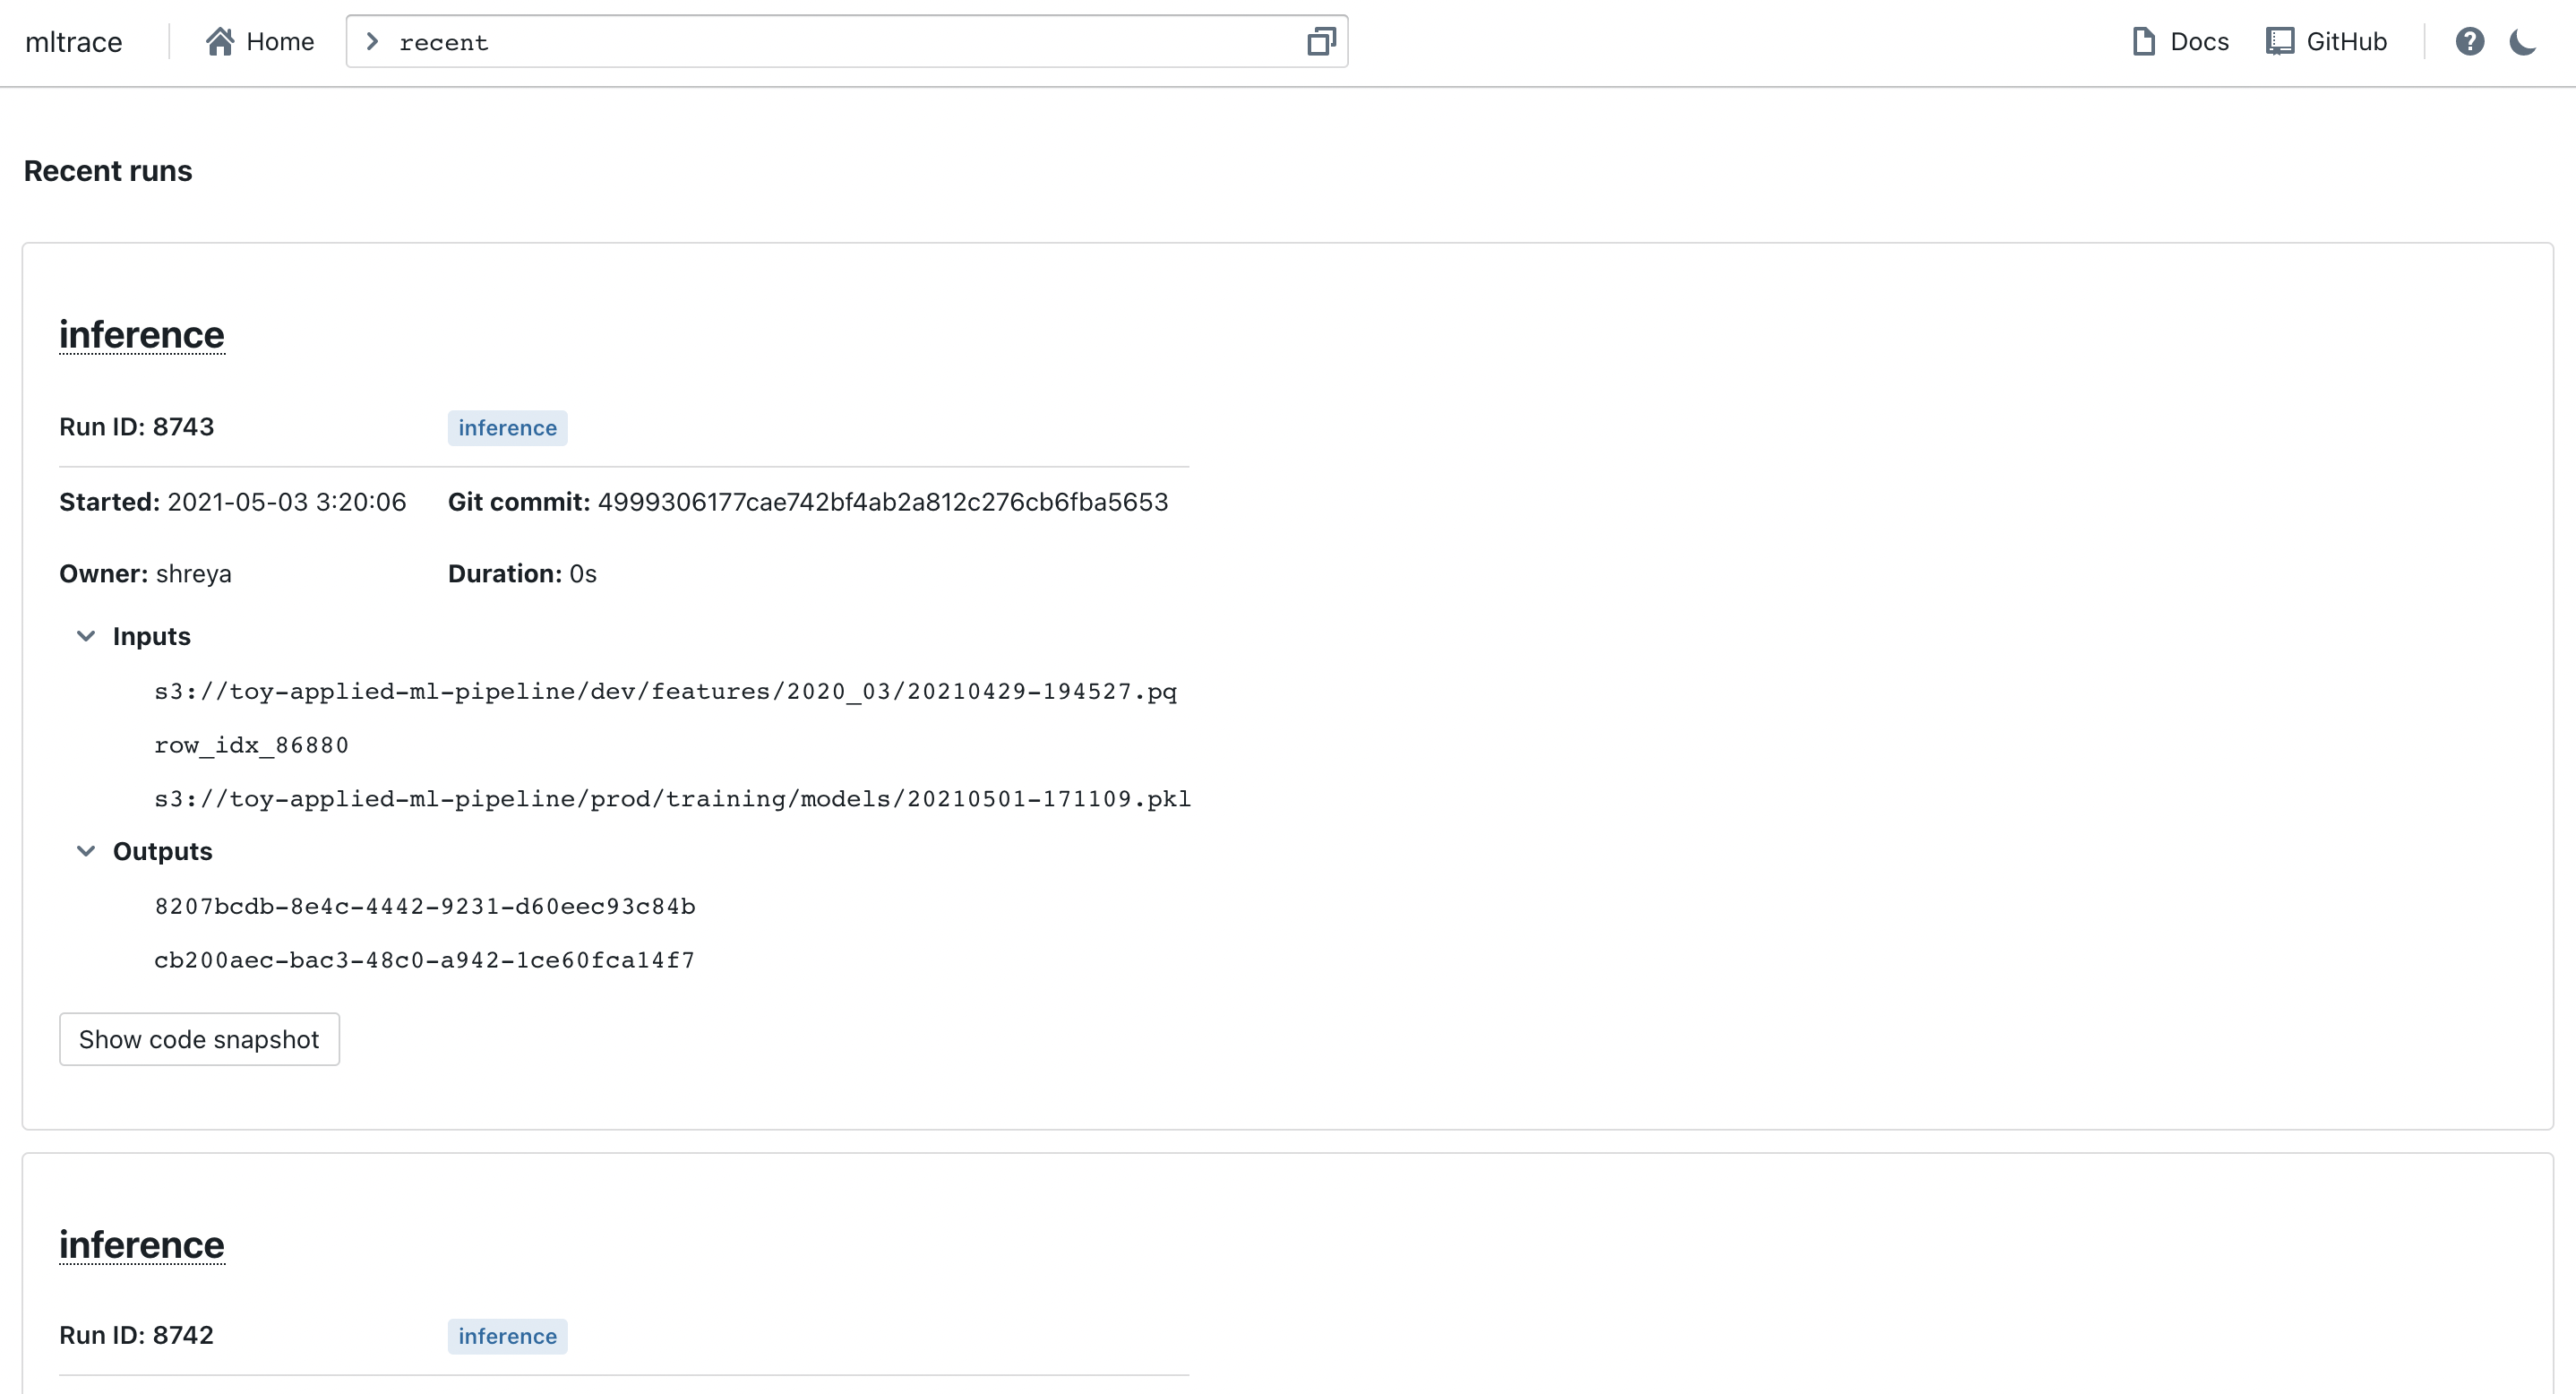 mltrace Home recent Docs GitHub
Recent runs
inference
Run ID: 8743 inference
Started: 2021-05-03 3:20:06 Git commit: 4999306177cae742bf4ab2a812c276cb6fba5653
Owner: shreya Duration: 0s
Inputs
s3://toy-applied-ml-pipeline/dev/features/2020_03/20210429-194527.pq
row_idx_86880
s3://toy-applied-ml-pipeline/prod/training/models/20210501-171109.pkl
Outputs
8207bcdb-8e4c-4442-9231-d60eec93c84b
cb200aec-bac3-48c0-a942-1ce60fca14f7
Show code snapshot
inference
Run ID: 8742 inference